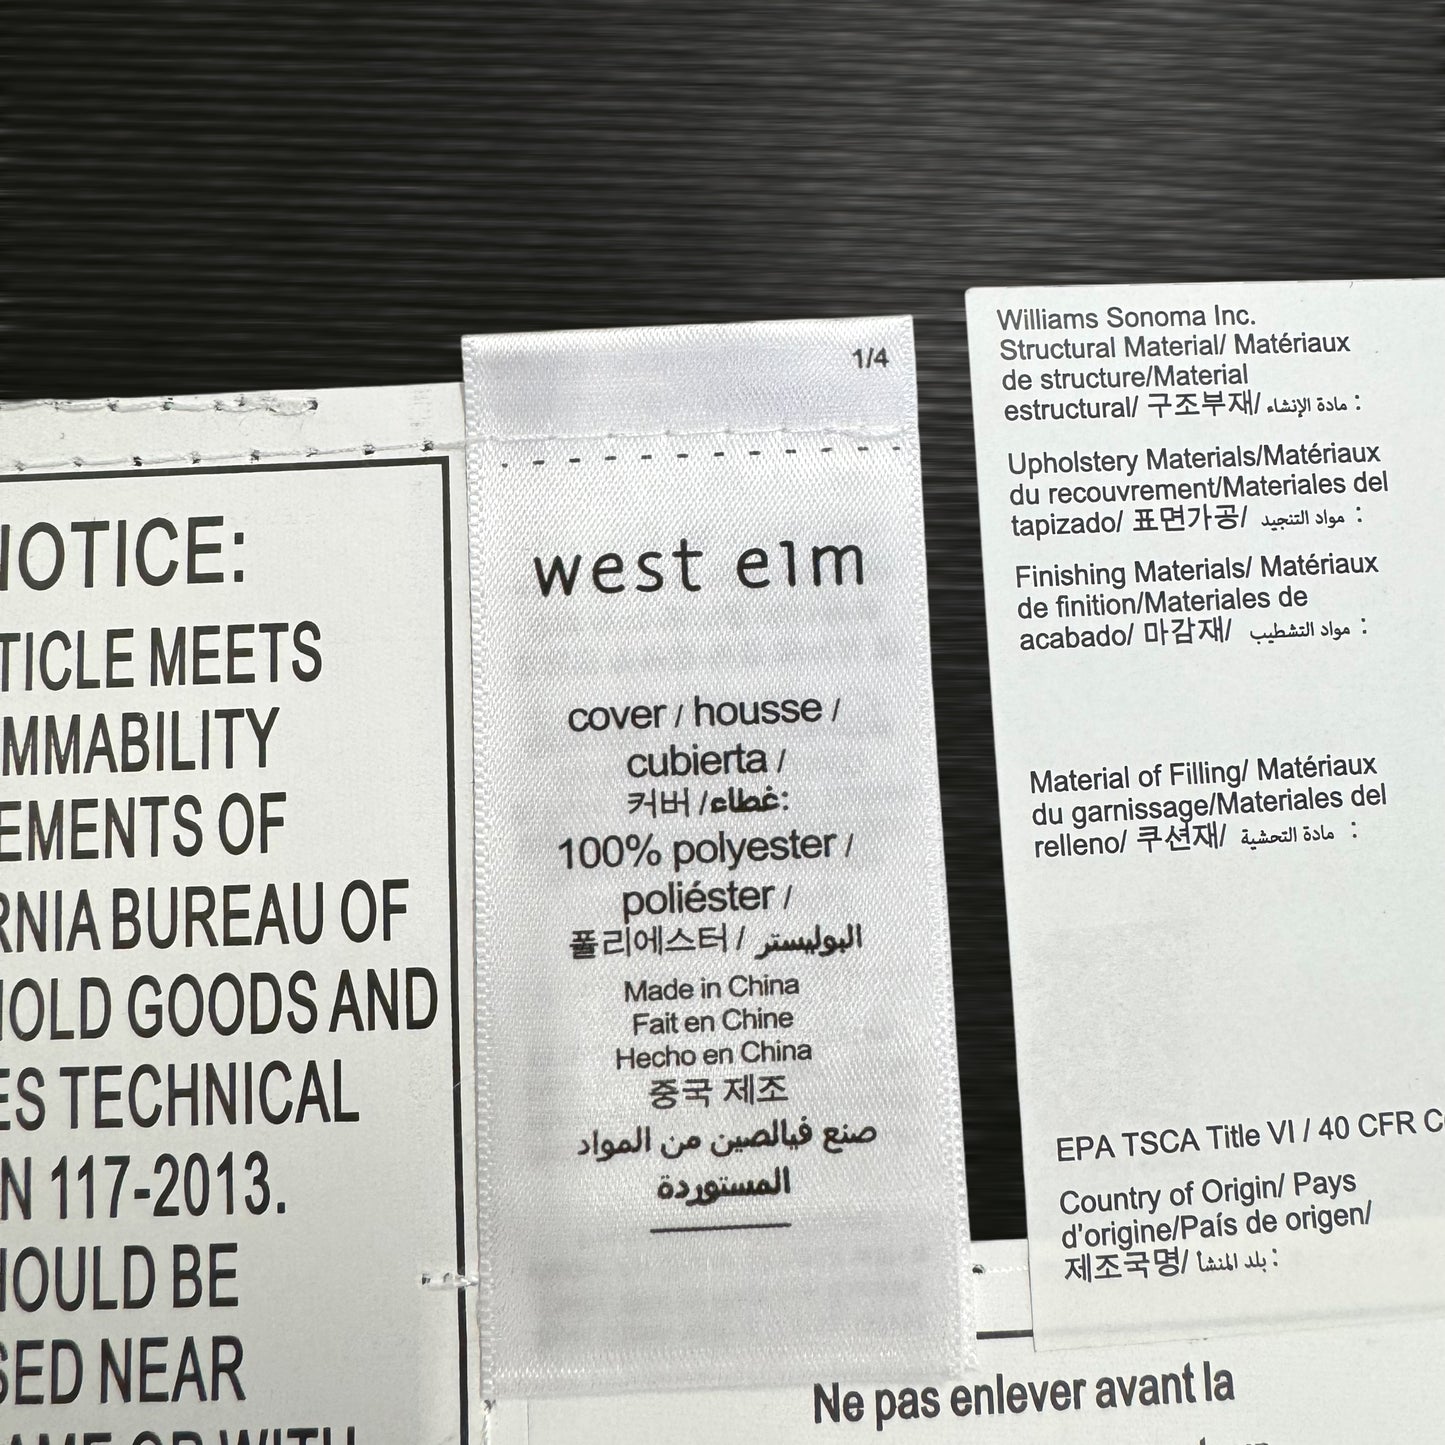 NOTICE:
TICLE MEETS
MMABILITY
EMENTS OF
RNIA BUREAU OF
HOLD GOODS AND
ES TECHNICAL
N 117-2013.
HOULD BE
SED NEAR
AME OR WITH
1/4
west elm
cover / housse /
cubierta /
커버 /غطاء:
100% polyester /
poliéster /
폴리에스터 / البوليستر
Made in China
Fait en Chine
Hecho en China
중국 제조
صنع فيالصين من المواد
المستوردة
Williams Sonoma Inc.
Structural Material/ Matériaux
de structure/Material
estructural/ 구조부재/ مادة الإنشاء :
Upholstery Materials/Matériaux
du recouvrement/Materiales del
tapizado/ 표면가공/ مواد التنجيد :
Finishing Materials/ Matériaux
de finition/Materiales de
acabado/ 마감재/ مواد التشطيب :
Material of Filling/ Matériaux
du garnissage/Materiales del
relleno/ 쿠션재/ مادة التحشية :
EPA TSCA Title VI / 40 CFR C
Country of Origin/ Pays
d'origine/País de origen/
제조국명/ بلد المنشأ :
Ne pas enlever avant la